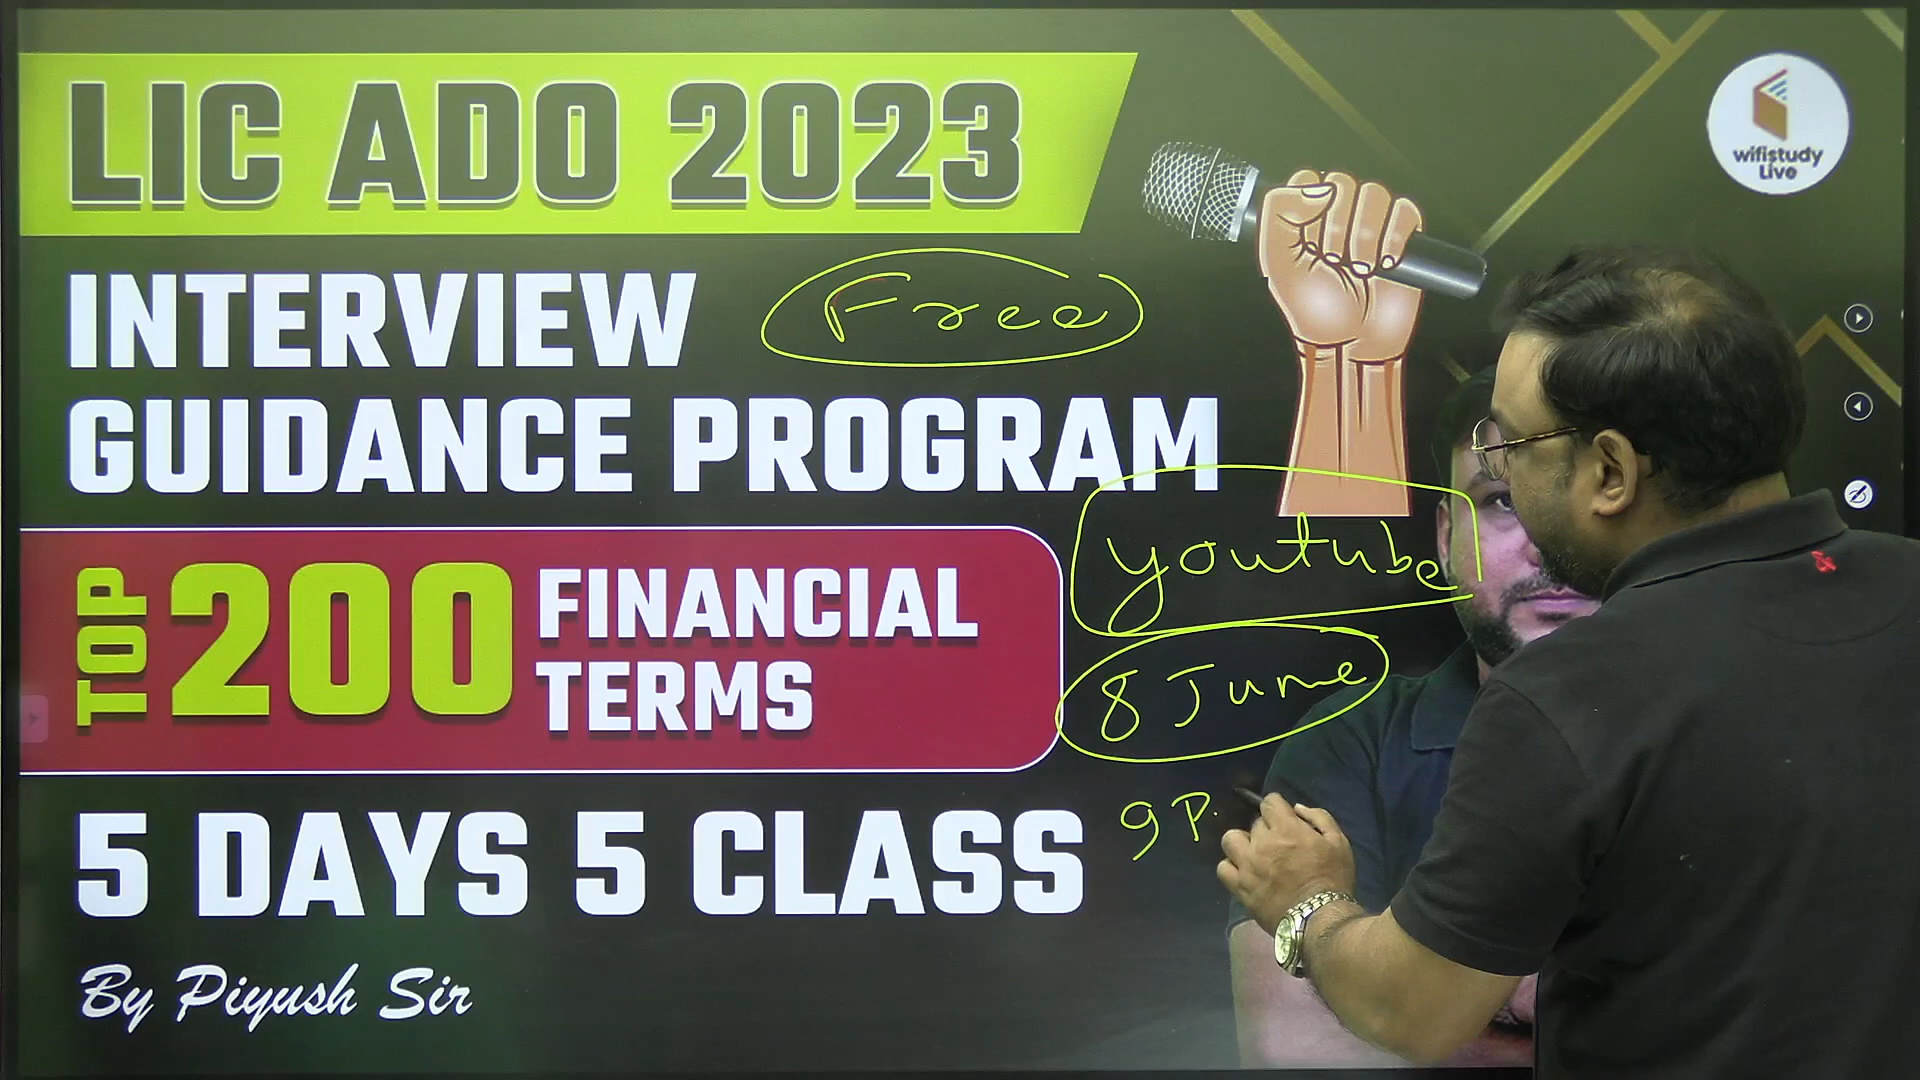 LIC ADO 2023
wifistudy
Live
INTERVIEW
Free
GUIDANCE PROGRAM
youtube
TOP 200 FINANCIAL
TERMS
8 June
5 DAYS 5 CLASS
9 P.
By Piyush Sir